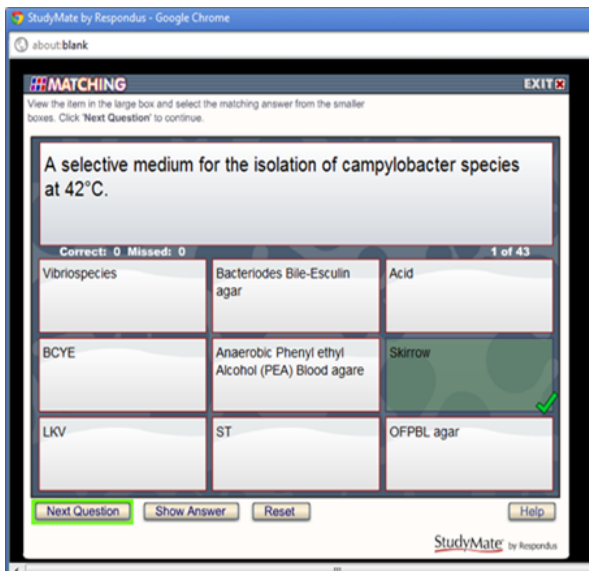 StudyMate by Respondus - Google Chrome
about:blank
MATCHING
EXIT
View the item in the large box and select the matching answer from the smaller
boxes. Click 'Next Question' to continue.
A selective medium for the isolation of campylobacter species
at 42°C.
Correct: 0 Missed: 0
1 of 43
Vibriospecies
Bacteriodes Bile-Esculin
agar
Acid
BCYE
Anaerobic Phenyl ethyl
Alcohol (PEA) Blood agare
Skirrow
LKV
ST
OFPBL agar
Next Question
Show Answer
Reset
Help
StudyMate by Respondus